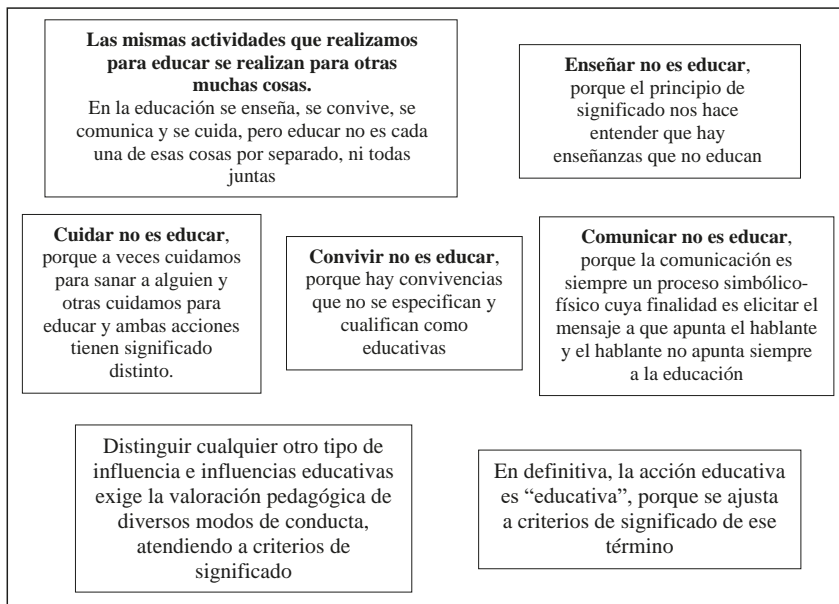 Las mismas actividades que realizamos
para educar se realizan para otras
muchas cosas.
En la educación se enseña, se convive, se
comunica y se cuida, pero educar no es cada
una de esas cosas por separado, ni todas
juntas
Enseñar no es educar,
porque el principio de
significado nos hace
entender que hay
enseñanzas que no educan
Cuidar no es educar,
porque a veces cuidamos
para sanar a alguien y
otras cuidamos para
educar y ambas acciones
tienen significado
distinto.
Convivir no es educar,
porque hay convivencias
que no se especifican y
cualifican como
educativas
Comunicar no es educar,
porque la comunicación es
siempre un proceso simbólico-
físico cuya finalidad es elicitar el
mensaje a que apunta el hablante
y el hablante no apunta siempre
a la educación
Distinguir cualquier otro tipo de
influencia e influencias educativas
exige la valoración pedagógica de
diversos modos de conducta,
atendiendo a criterios de
significado
En definitiva, la acción educativa
es “educativa”, porque se ajusta
a criterios de significado de ese
término